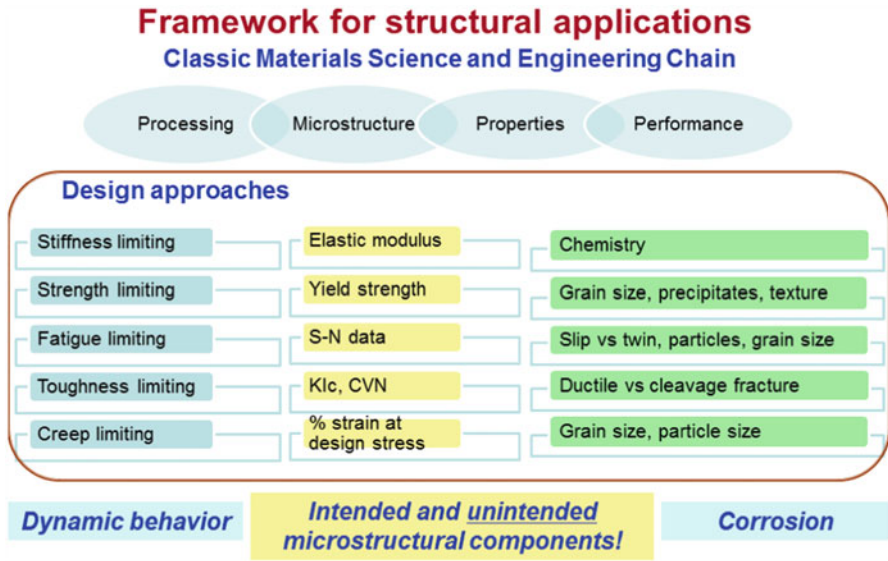 Framework for structural applications
Classic Materials Science and Engineering Chain
Processing Microstructure Properties Performance
Design approaches
Stiffness limiting Elastic modulus Chemistry
Strength limiting Yield strength Grain size, precipitates, texture
Fatigue limiting S-N data Slip vs twin, particles, grain size
Toughness limiting KIc, CVN Ductile vs cleavage fracture
Creep limiting % strain at design stress Grain size, particle size
Dynamic behavior
Intended and unintended
microstructural components!
Corrosion